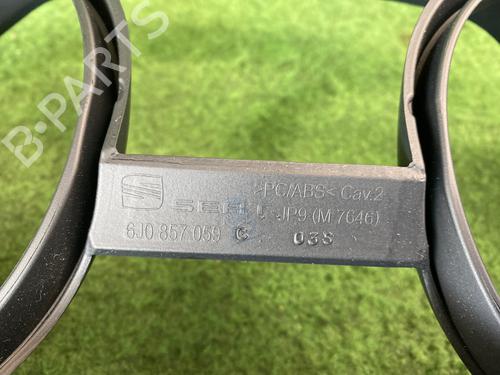 B-PARTS
>PC/ABS< Cav.2
SEAT JP9 (M 7646)
6J0 857 059 C 03S